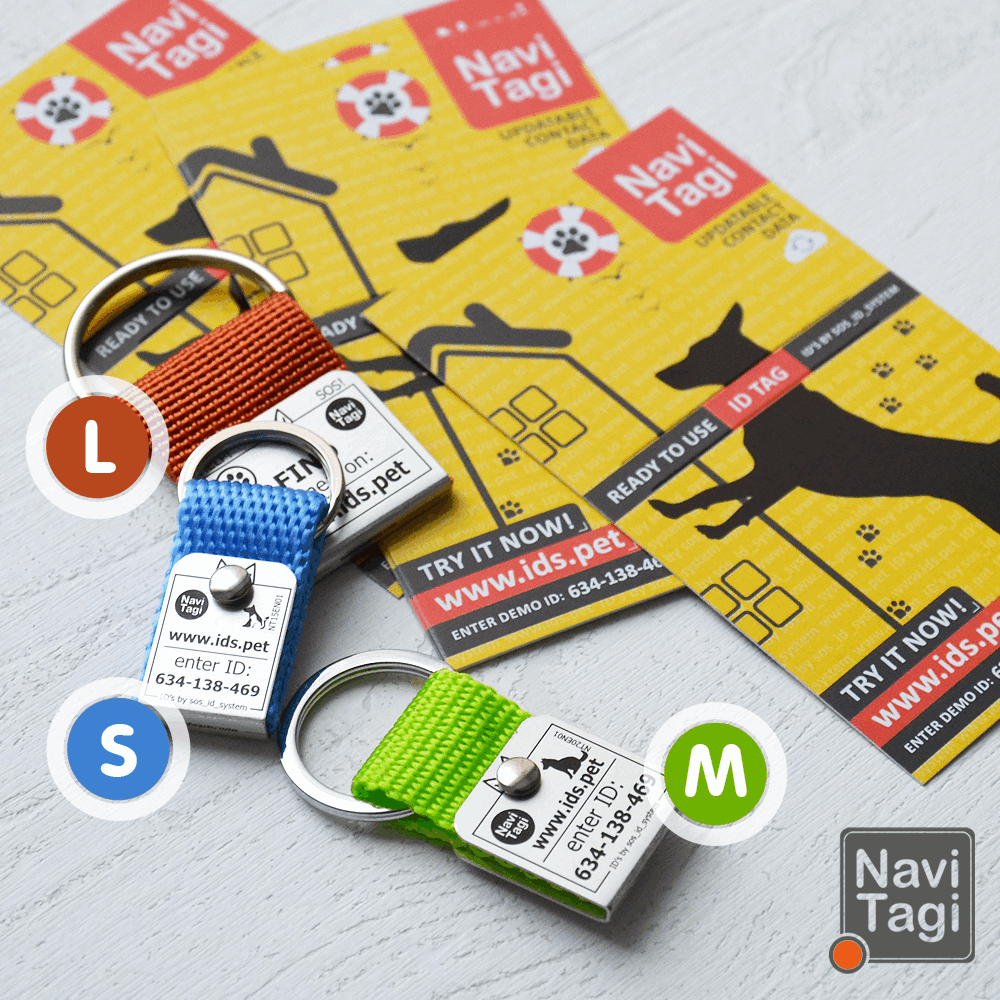 Navi
Tagi
Navi
Tagi
UPDATABLE
CONTACT
DATA
Navi
Tagi
UPDATABLE
CONTACT
DATA
READY TO USE
READY
READY TO USE ID TAG ID'S BY SOS_ID_SYSTEM
TRY IT NOW!
www.ids.pet
ENTER DEMO ID: 634-138-46
TRY IT NOW!
www.ids.p
ENTER DEMO ID: 6
L
SOS!
Navi
Tagi
FIN
me on:
ids.pet
Navi
Tagi
NT15EN01
www.ids.pet
enter ID:
634-138-469
ID's by sos_id_system
S
NT20EN01
Navi
Tagi
www.ids.pet
enter ID:
634-138-469
ID's by sos_id_syste
M
Navi
Tagi